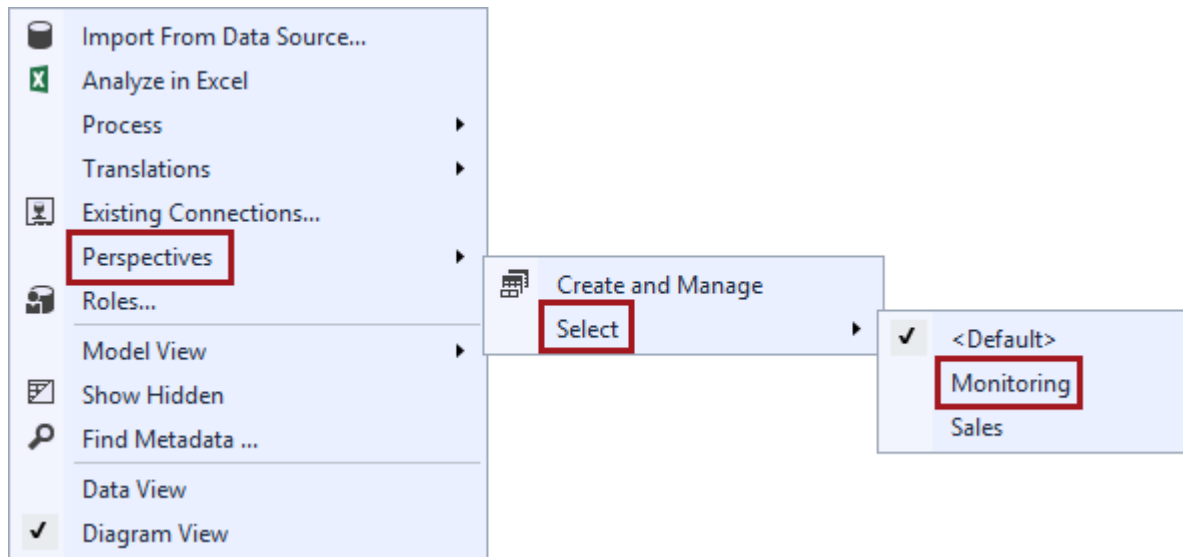 Import From Data Source...
Analyze in Excel
Process
Translations
Existing Connections...
Perspectives
Roles...
Model View
Show Hidden
Find Metadata ...
Data View
Diagram View
Create and Manage
Select
<Default>
Monitoring
Sales